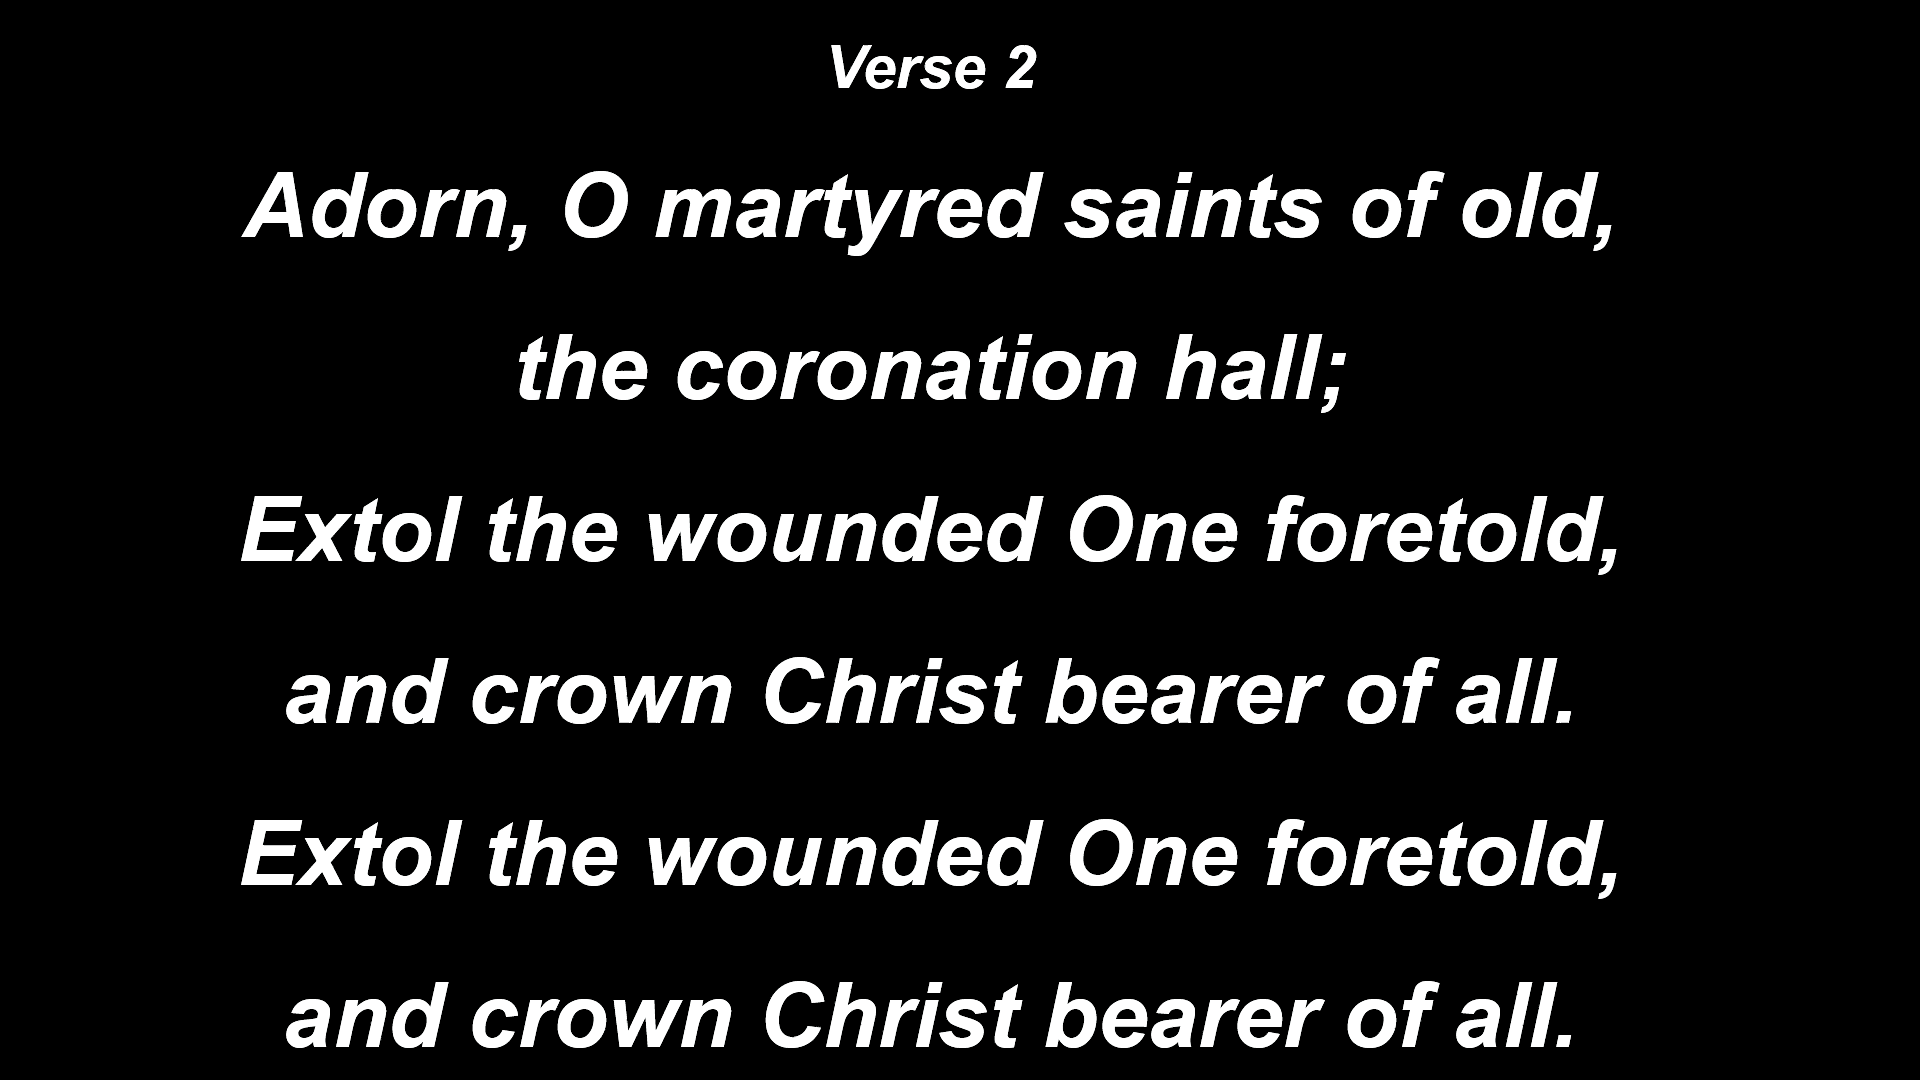 Verse 2
Adorn, O martyred saints of old,
the coronation hall;
Extol the wounded One foretold,
and crown Christ bearer of all.
Extol the wounded One foretold,
and crown Christ bearer of all.